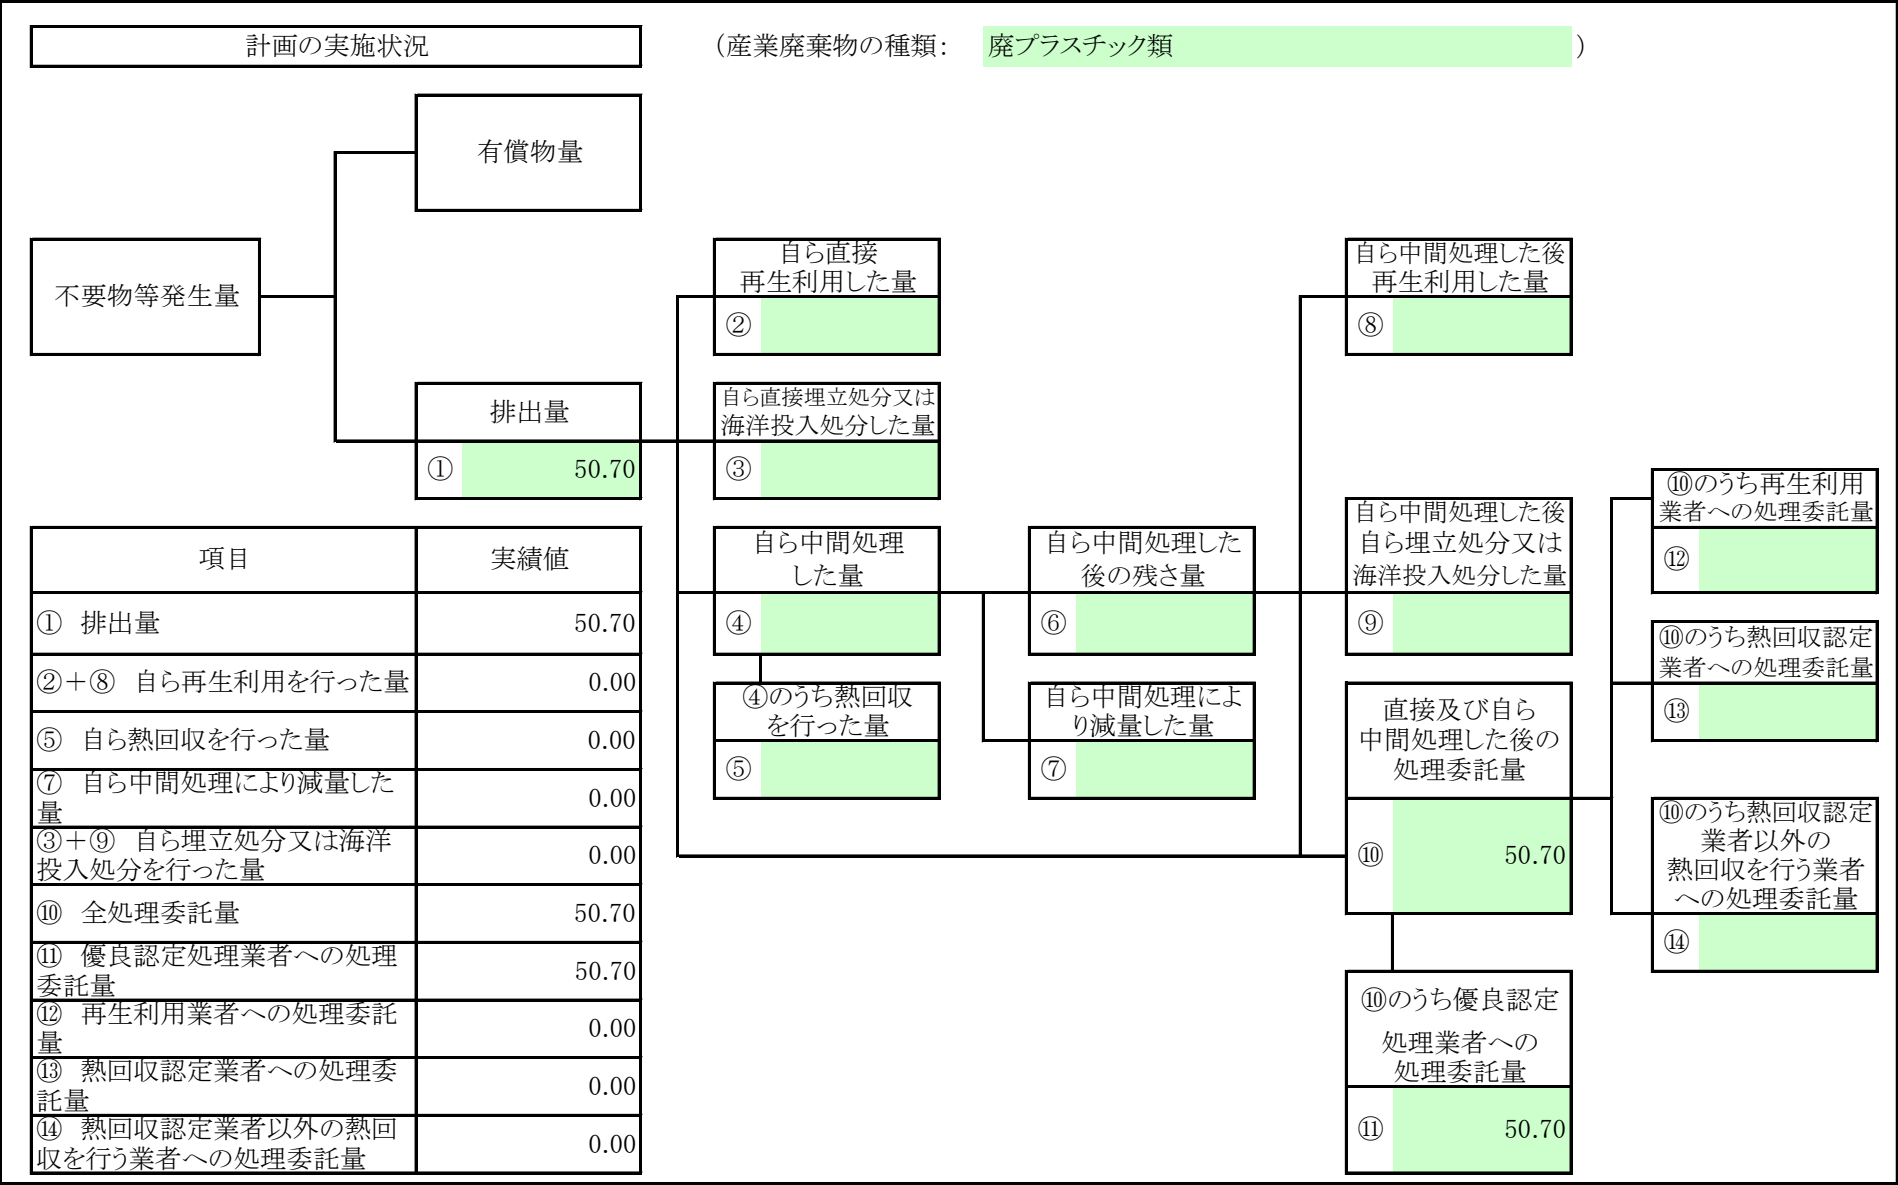 計画の実施状況
（産業廃棄物の種類： 廃プラスチック類 ）
有償物量
不要物等発生量
排出量
① 50.70
自ら直接
再生利用した量
②
自ら直接埋立処分又は
海洋投入処分した量
③
自ら中間処理
した量
④
④のうち熱回収
を行った量
⑤
自ら中間処理した
後の残さ量
⑥
自ら中間処理によ
り減量した量
⑦
自ら中間処理した後
再生利用した量
⑧
自ら中間処理した後
自ら埋立処分又は
海洋投入処分した量
⑨
直接及び自ら
中間処理した後の
処理委託量
⑩ 50.70
⑩のうち優良認定
処理業者への
処理委託量
⑪ 50.70
⑩のうち再生利用
業者への処理委託量
⑫
⑩のうち熱回収認定
業者への処理委託量
⑬
⑩のうち熱回収認定
業者以外の
熱回収を行う業者
への処理委託量
⑭
項目 実績値
① 排出量 50.70
②＋⑧ 自ら再生利用を行った量 0.00
⑤ 自ら熱回収を行った量 0.00
⑦ 自ら中間処理により減量した
量 0.00
③＋⑨ 自ら埋立処分又は海洋
投入処分を行った量 0.00
⑩ 全処理委託量 50.70
⑪ 優良認定処理業者への処理
委託量 50.70
⑫ 再生利用業者への処理委託
量 0.00
⑬ 熱回収認定業者への処理委
託量 0.00
⑭ 熱回収認定業者以外の熱回
収を行う業者への処理委託量 0.00